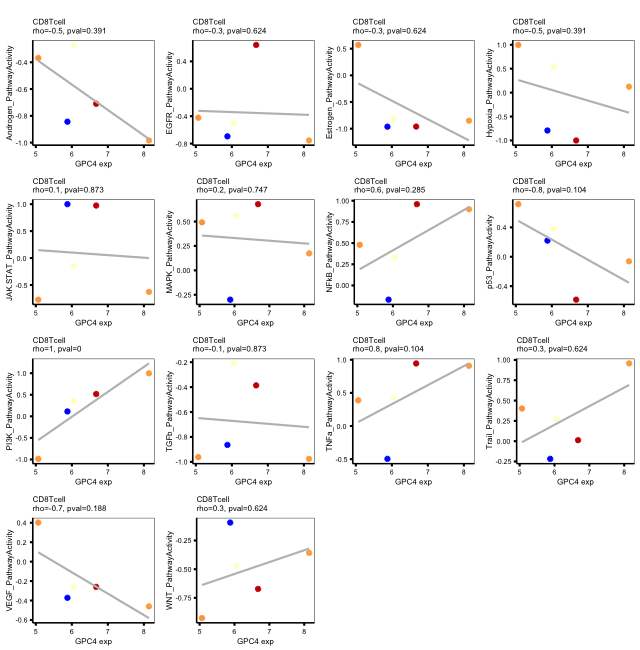 CD8Tcell
rho=-0.5, pval=0.391
Androgen_PathwayActivity
-0.4
-0.6
-0.8
-1.0
5
6
7
8
GPC4 exp
CD8Tcell
rho=-0.3, pval=0.624
EGFR_PathwayActivity
0.4
0.0
-0.4
-0.8
5
6
7
8
GPC4 exp
CD8Tcell
rho=-0.3, pval=0.624
Estrogen_PathwayActivity
0.5
0.0
-0.5
-1.0
5
6
7
8
GPC4 exp
CD8Tcell
rho=-0.5, pval=0.391
Hypoxia_PathwayActivity
1.0
0.5
0.0
-0.5
-1.0
5
6
7
8
GPC4 exp
CD8Tcell
rho=0.1, pval=0.873
JAK.STAT_PathwayActivity
1.0
0.5
0.0
-0.5
5
6
7
8
GPC4 exp
CD8Tcell
rho=0.2, pval=0.747
MAPK_PathwayActivity
0.50
0.25
0.00
-0.25
5
6
7
8
GPC4 exp
CD8Tcell
rho=0.6, pval=0.285
NFkB_PathwayActivity
1.00
0.75
0.50
0.25
0.00
5
6
7
8
GPC4 exp
CD8Tcell
rho=-0.8, pval=0.104
p53_PathwayActivity
0.4
0.0
-0.4
5
6
7
8
GPC4 exp
CD8Tcell
rho=1, pval=0
PI3K_PathwayActivity
1.0
0.5
0.0
-0.5
-1.0
5
6
7
8
GPC4 exp
CD8Tcell
rho=-0.1, pval=0.873
TGFb_PathwayActivity
-0.2
-0.4
-0.6
-0.8
-1.0
5
6
7
8
GPC4 exp
CD8Tcell
rho=0.8, pval=0.104
TNFa_PathwayActivity
1.0
0.5
0.0
-0.5
5
6
7
8
GPC4 exp
CD8Tcell
rho=0.3, pval=0.624
Trail_PathwayActivity
1.00
0.75
0.50
0.25
0.00
-0.25
5
6
7
8
GPC4 exp
CD8Tcell
rho=-0.7, pval=0.188
VEGF_PathwayActivity
0.4
0.2
0.0
-0.2
-0.4
-0.6
5
6
7
8
GPC4 exp
CD8Tcell
rho=0.3, pval=0.624
WNT_PathwayActivity
-0.25
-0.50
-0.75
5
6
7
8
GPC4 exp